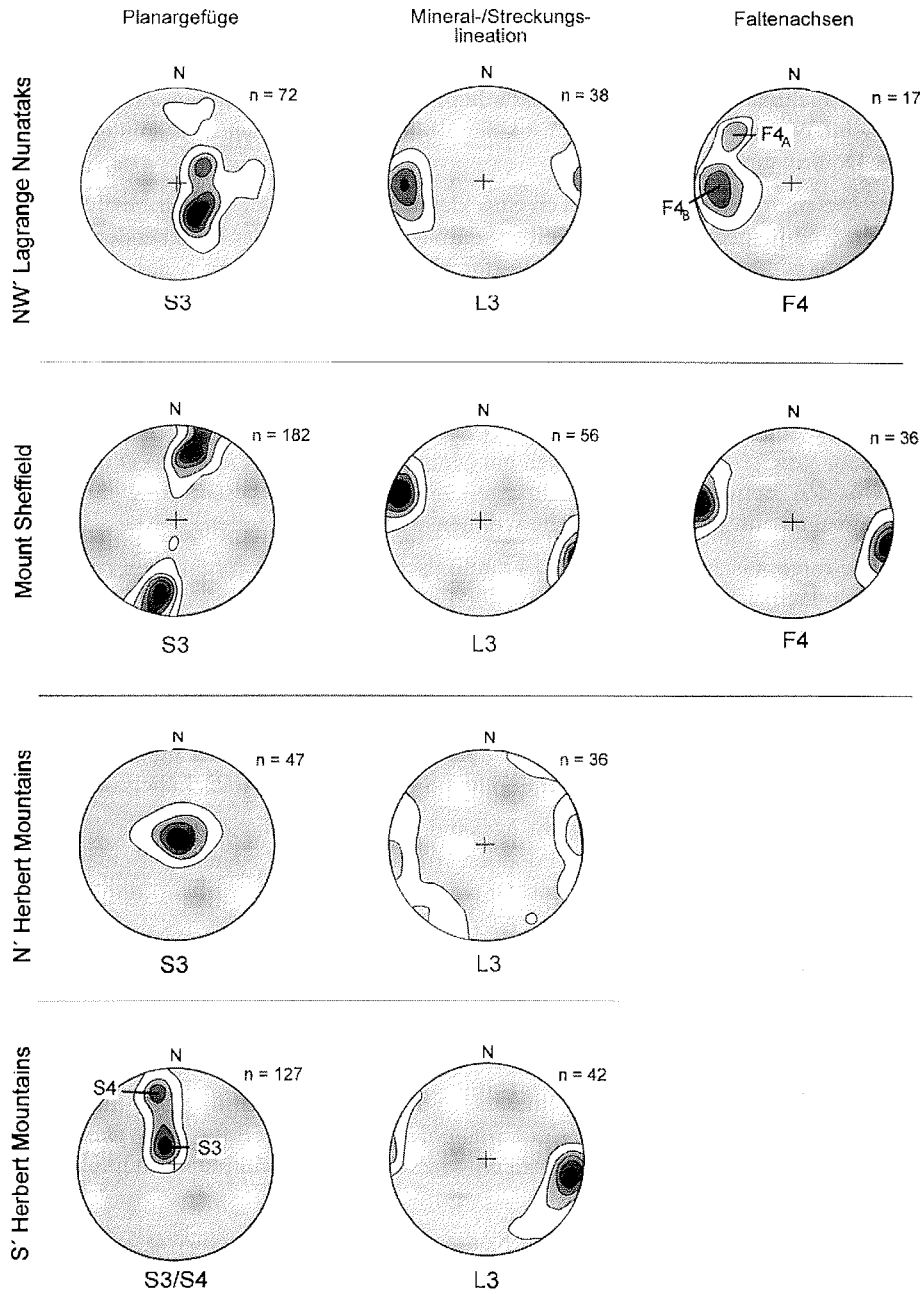 Planargefüge
Mineral-/Streckungs-
lineation
Faltenachsen
NW´ Lagrange Nunataks
N
n = 72
S3
N
n = 38
L3
N
n = 17
F4A
F4B
F4
Mount Sheffield
N
n = 182
S3
N
n = 56
L3
N
n = 36
F4
N´ Herbert Mountains
N
n = 47
S3
N
n = 36
L3
S´ Herbert Mountains
N
n = 127
S4
S3
S3/S4
N
n = 42
L3